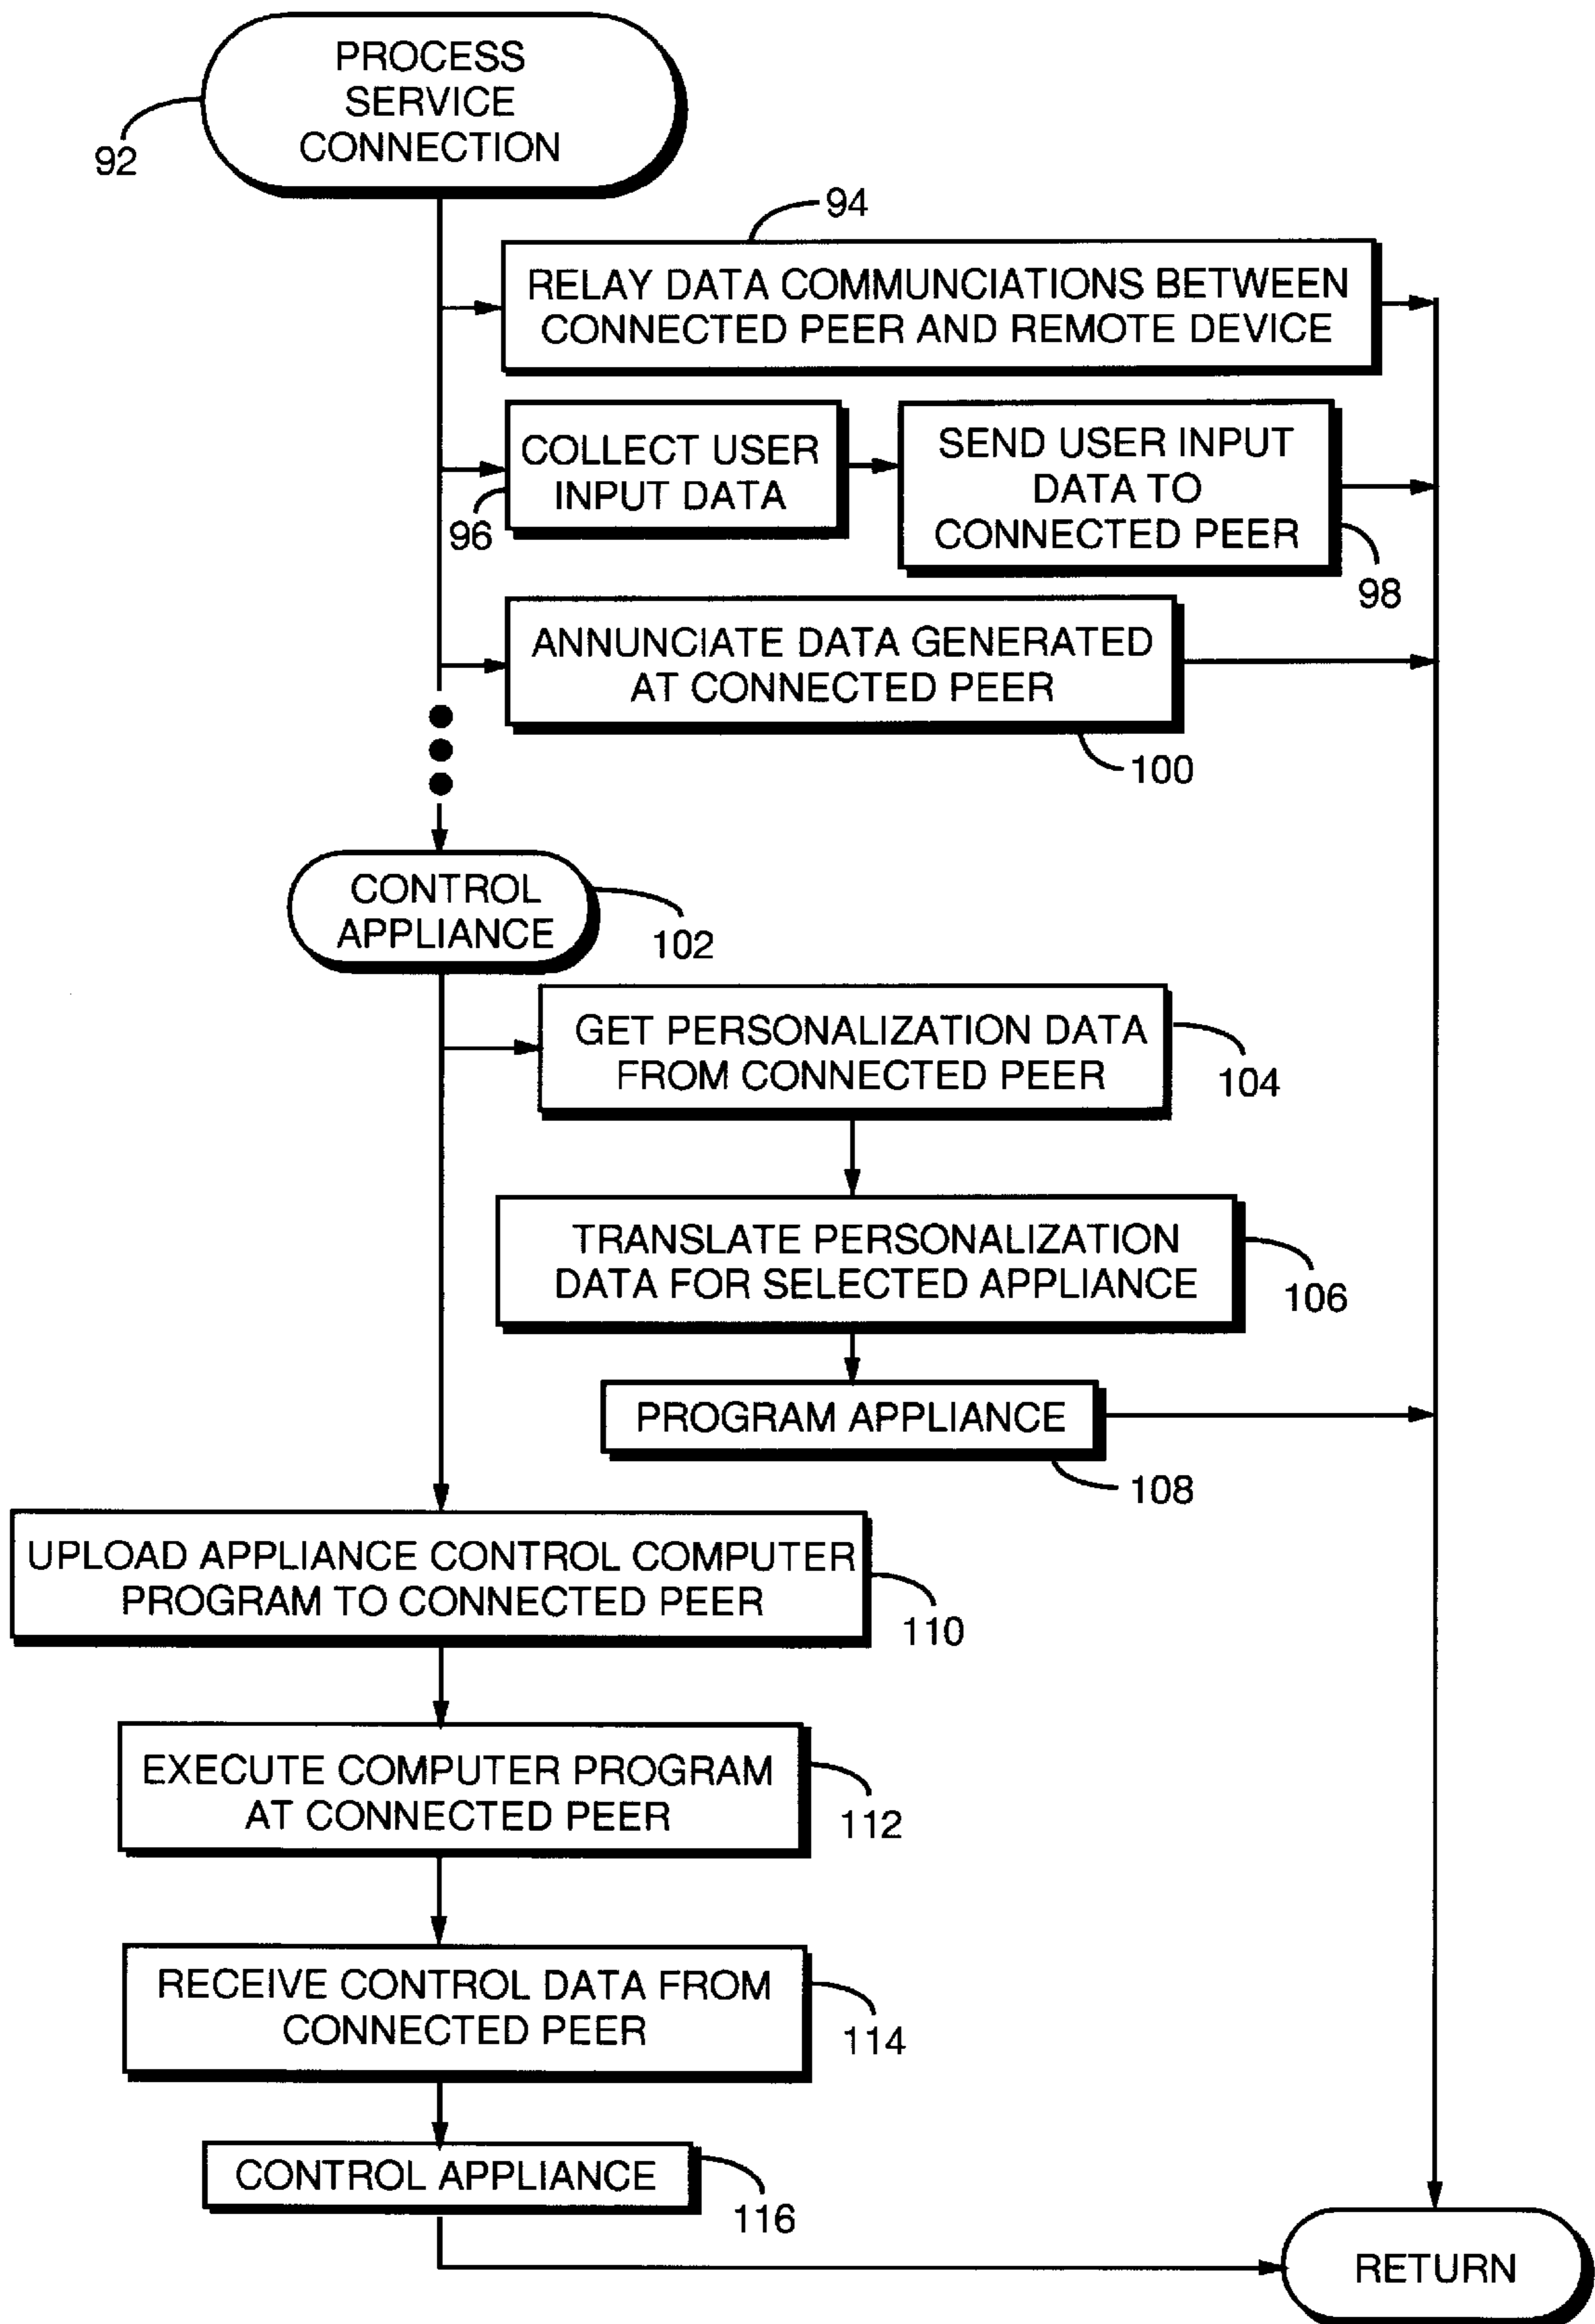 PROCESS
SERVICE
CONNECTION
92
94
RELAY DATA COMMUNCIATIONS BETWEEN
CONNECTED PEER AND REMOTE DEVICE
COLLECT USER
INPUT DATA
96
SEND USER INPUT
DATA TO
CONNECTED PEER
98
ANNUNCIATE DATA GENERATED
AT CONNECTED PEER
100
CONTROL
APPLIANCE
102
GET PERSONALIZATION DATA
FROM CONNECTED PEER
104
TRANSLATE PERSONALIZATION
DATA FOR SELECTED APPLIANCE
106
PROGRAM APPLIANCE
108
UPLOAD APPLIANCE CONTROL COMPUTER
PROGRAM TO CONNECTED PEER
110
EXECUTE COMPUTER PROGRAM
AT CONNECTED PEER
112
RECEIVE CONTROL DATA FROM
CONNECTED PEER
114
CONTROL APPLIANCE
116
RETURN